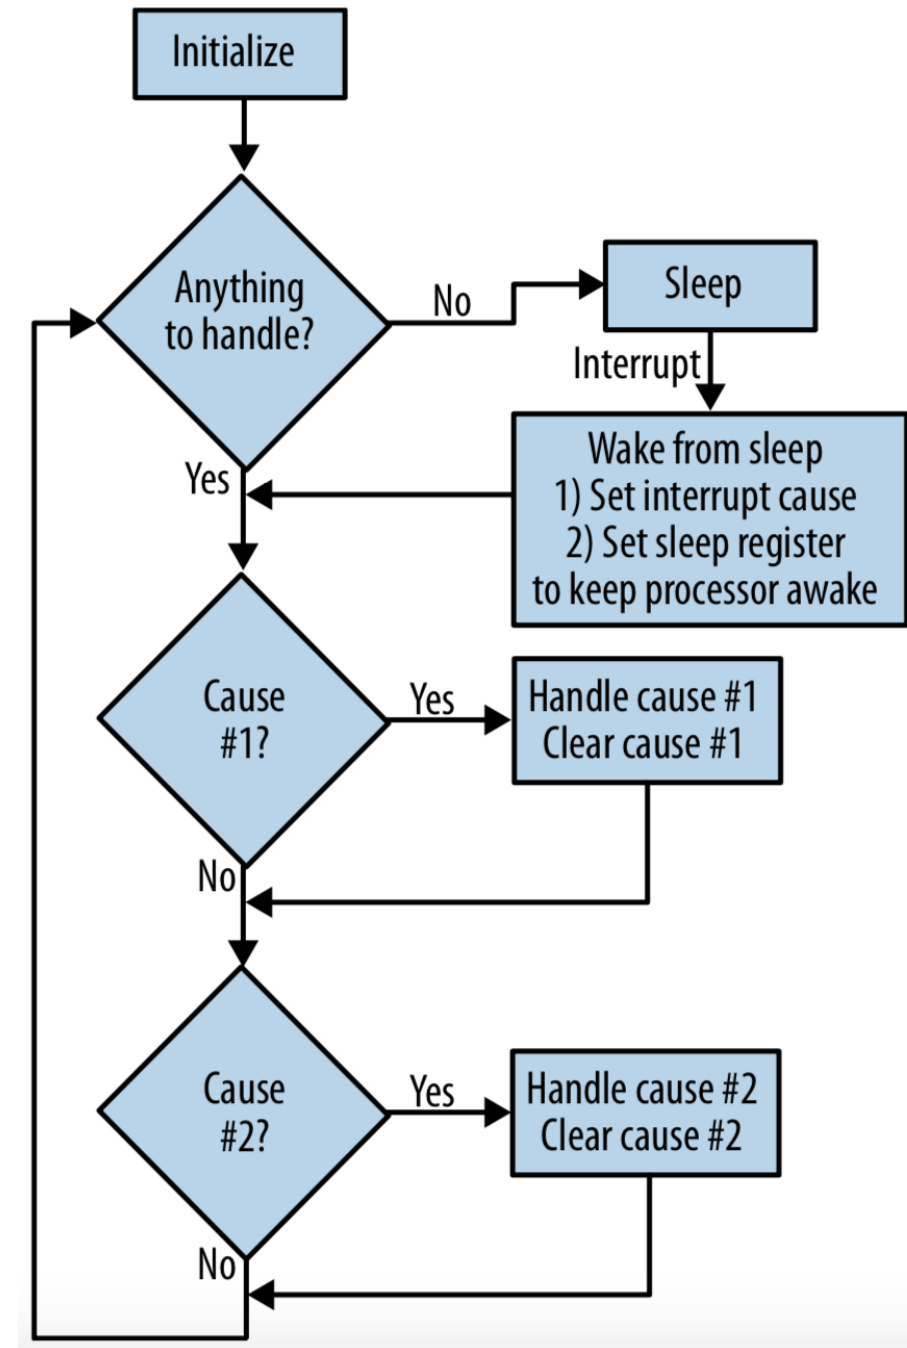 Initialize
Anything
to handle?
No
Sleep
Interrupt
Wake from sleep
1) Set interrupt cause
2) Set sleep register
to keep processor awake
Yes
Cause
#1?
Yes
Handle cause #1
Clear cause #1
No
Cause
#2?
Yes
Handle cause #2
Clear cause #2
No